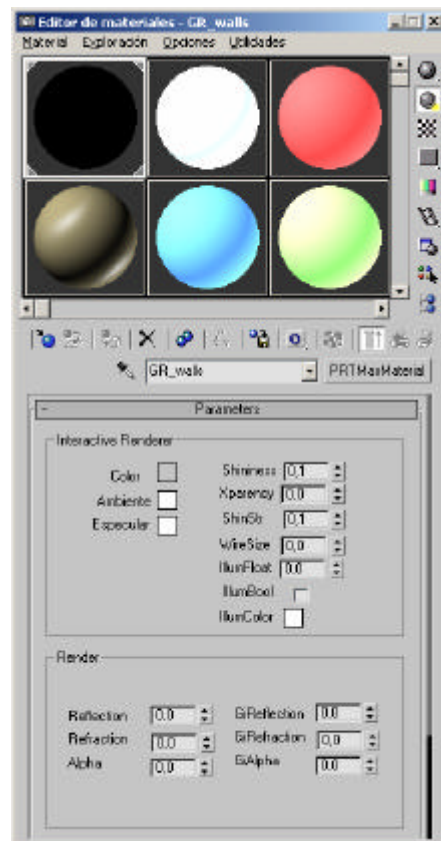 Editor de materiales - GR_walls
Material Exploración Opciones Utilidades
GR_walls PRTMaxMaterial
- Parameters
Interactive Renderer
Color
Ambiente
Especular
Shininess 0,1
Xparency 0,0
ShinStr 0,1
WireSize 0,0
IllumFloat 0,0
IllumBool
IllumColor
Render
Reflection 0,0 GiReflection 0,0
Refraction 0,0 GiRefraction 0,0
Alpha 0,0 GiAlpha 0,0